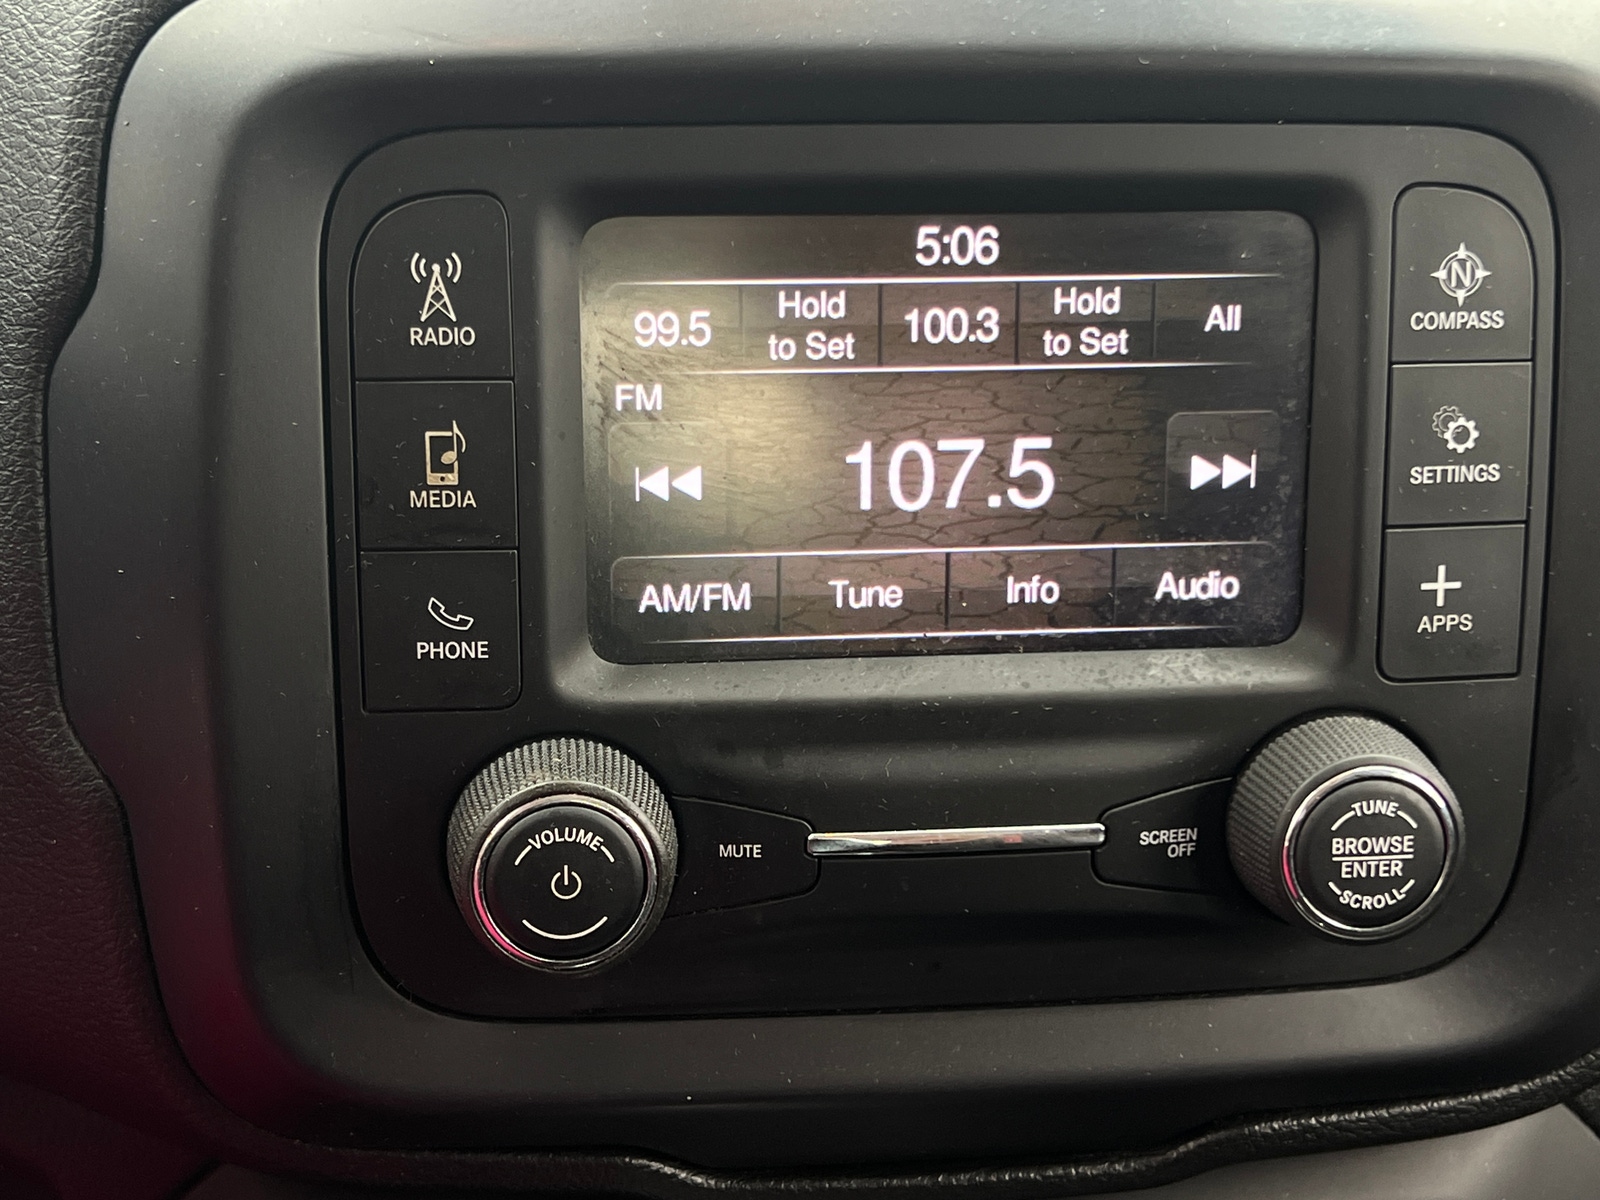 5:06
99.5
Hold
to Set
100.3
Hold
to Set
All
FM
107.5
AM/FM
Tune
Info
Audio
RADIO
MEDIA
PHONE
N
COMPASS
SETTINGS
APPS
VOLUME
MUTE
SCREEN
OFF
TUNE
BROWSE
ENTER
SCROLL